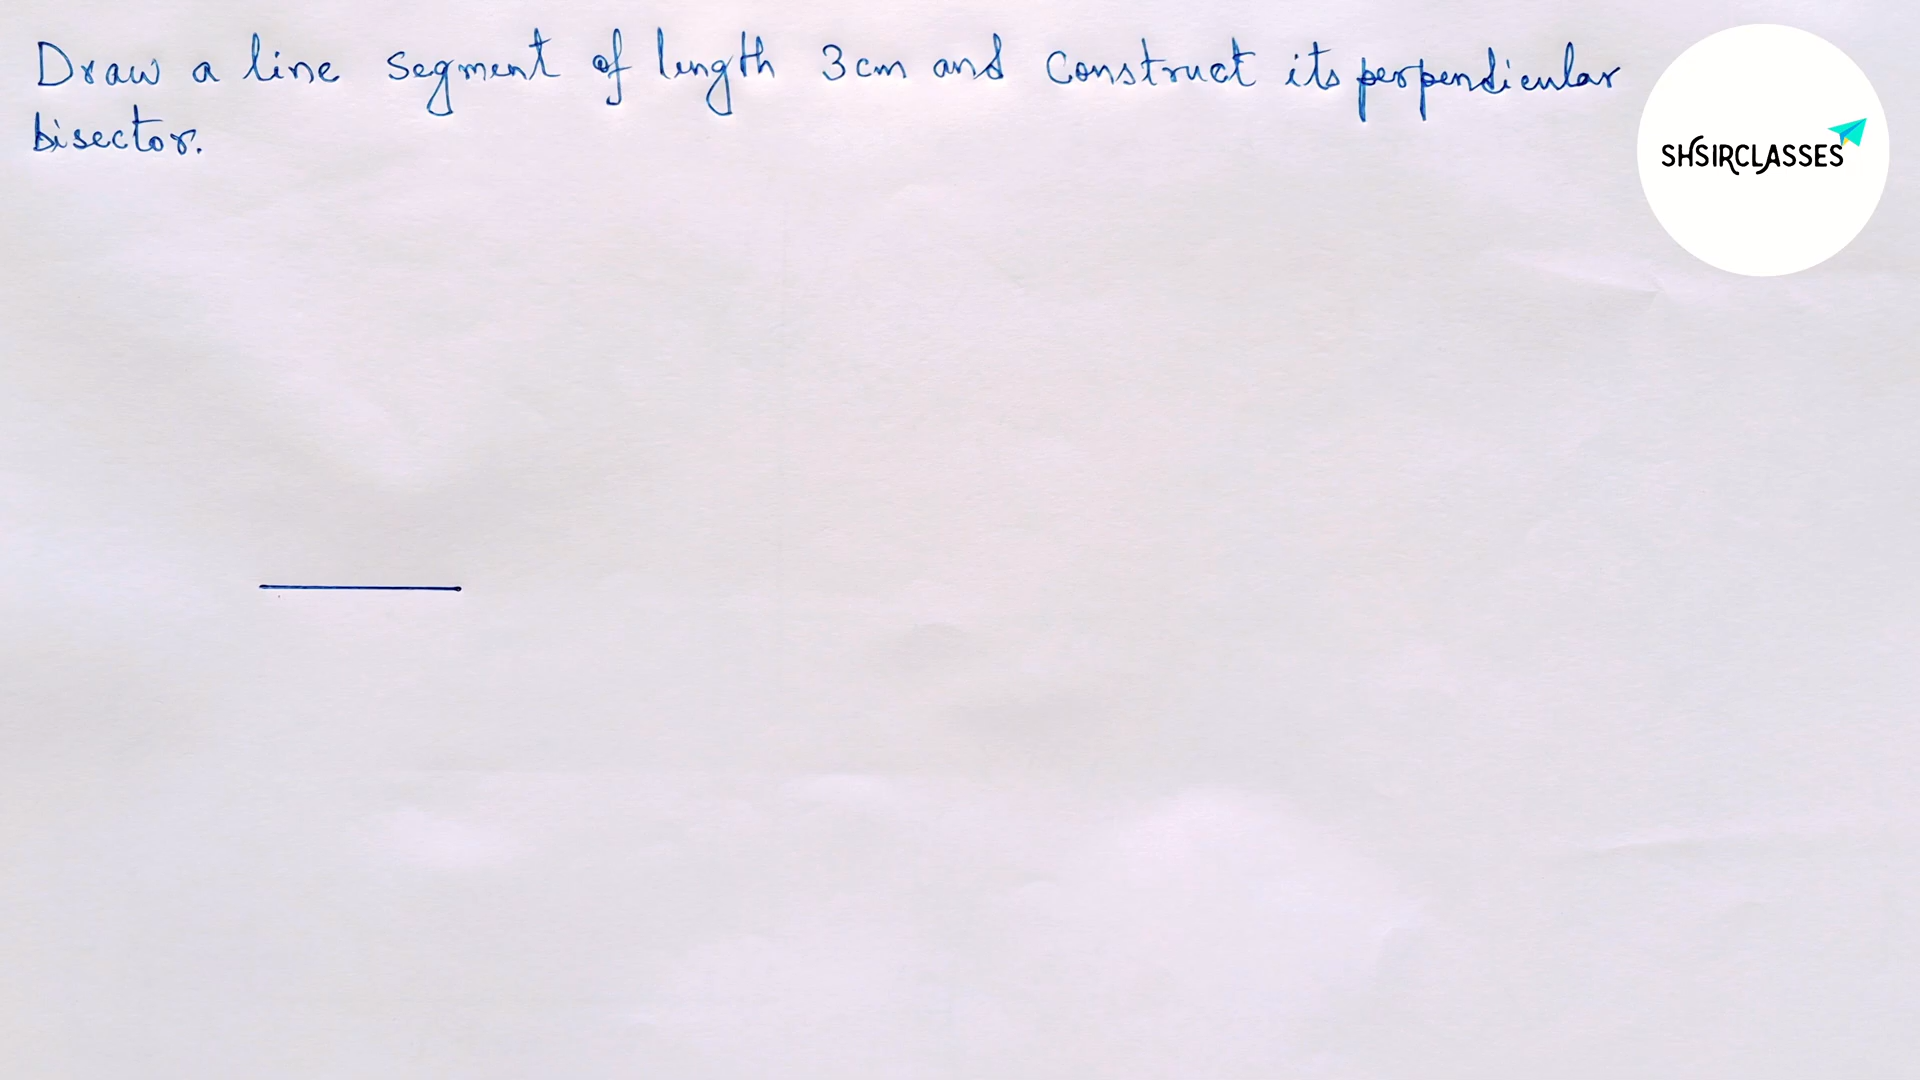 Draw a line segment of length 3cm and construct its perpendicular
bisector.
SHSIRCLASSES